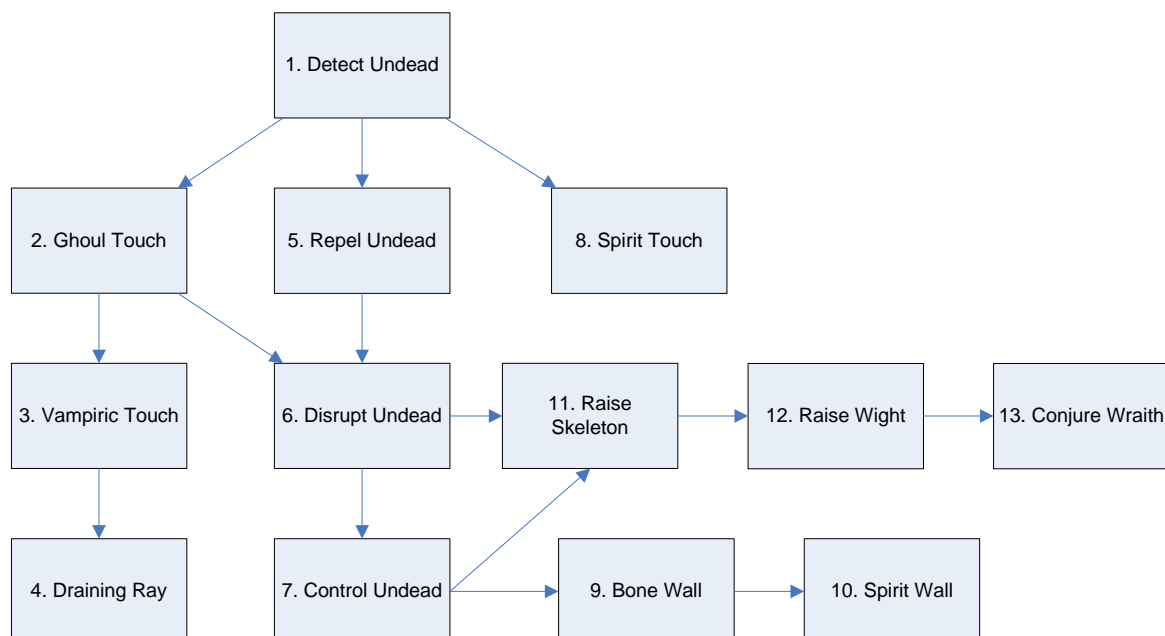 1. Detect Undead
2. Ghoul Touch
5. Repel Undead
8. Spirit Touch
3. Vampiric Touch
6. Disrupt Undead
11. Raise
Skeleton
12. Raise Wight
13. Conjure Wraith
4. Draining Ray
7. Control Undead
9. Bone Wall
10. Spirit Wall